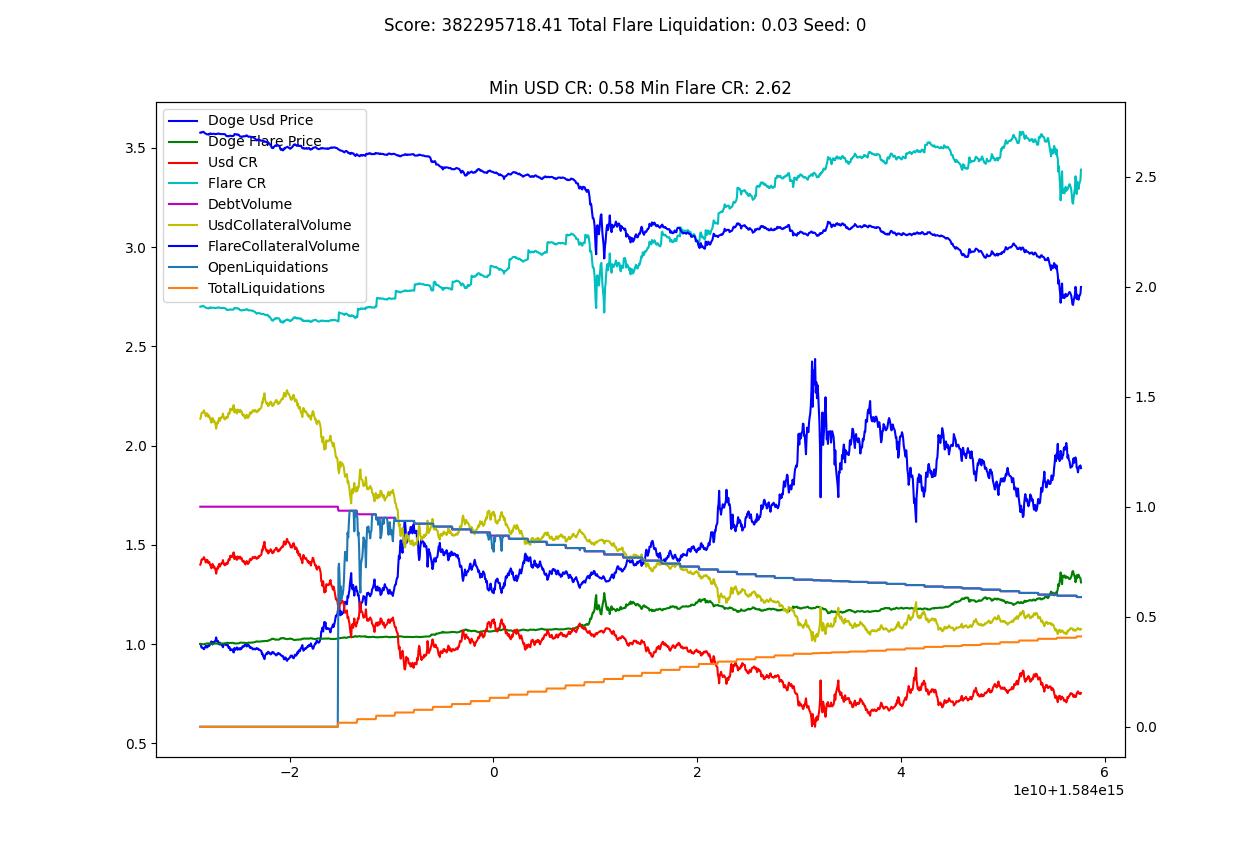 Score: 382295718.41 Total Flare Liquidation: 0.03 Seed: 0
Min USD CR: 0.58 Min Flare CR: 2.62
Doge Usd Price
Doge Flare Price
Usd CR
Flare CR
DebtVolume
UsdCollateralVolume
FlareCollateralVolume
OpenLiquidations
TotalLiquidations
3.5
3.0
2.5
2.0
1.5
1.0
0.5
2.5
2.0
1.5
1.0
0.5
0.0
−2 0 2 4 6
1e10+1.584e15